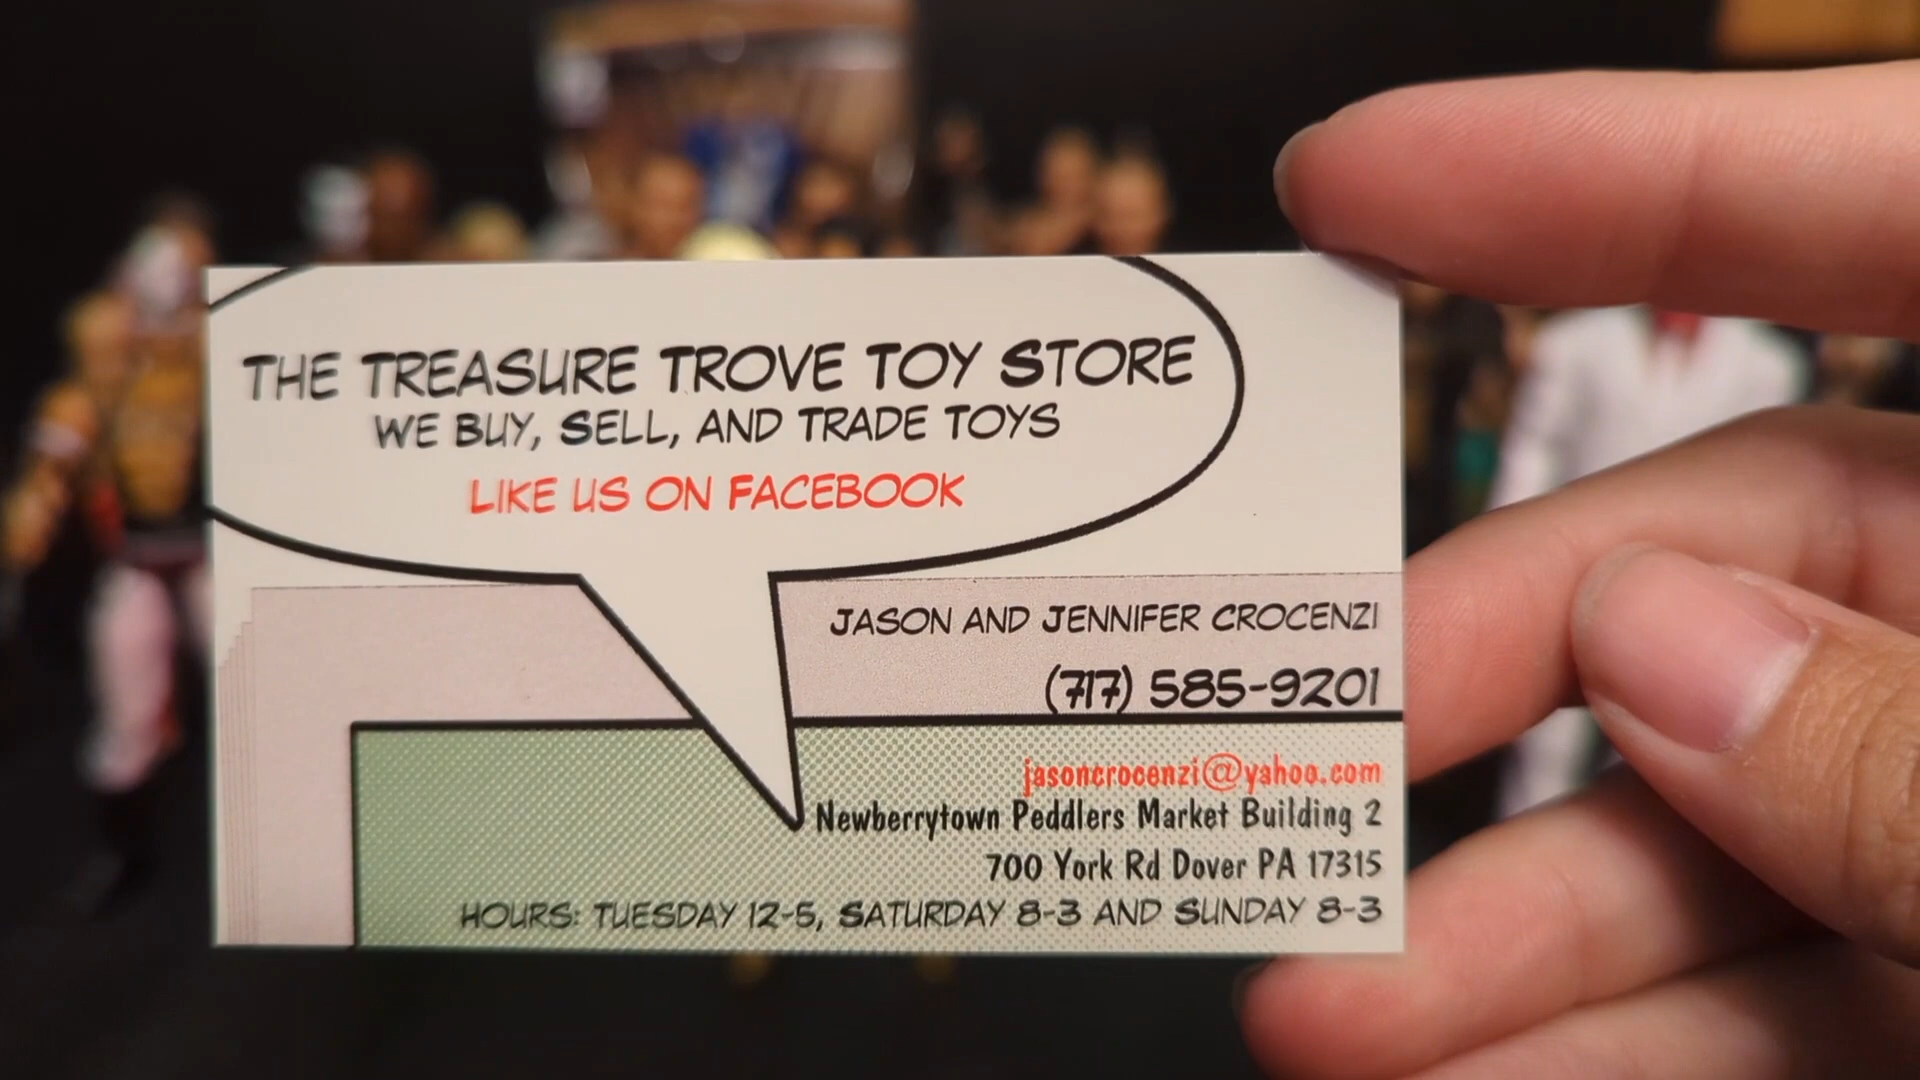 THE TREASURE TROVE TOY STORE
WE BUY, SELL, AND TRADE TOYS
LIKE US ON FACEBOOK
JASON AND JENNIFER CROCENZI
(717) 585-9201
jasoncrocenzi@yahoo.com
Newberrytown Peddlers Market Building 2
700 York Rd Dover PA 17315
HOURS: TUESDAY 12-5, SATURDAY 8-3 AND SUNDAY 8-3